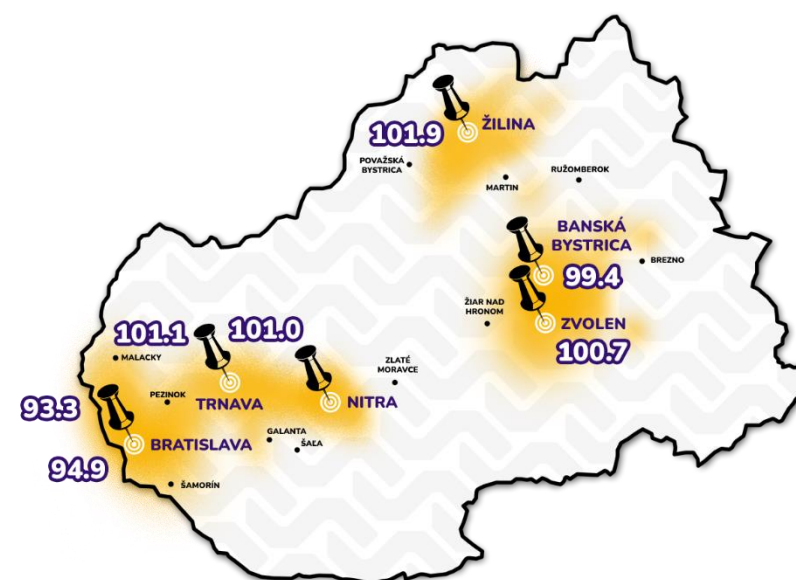 101.9
ŽILINA
POVAŽSKÁ
BYSTRICA
MARTIN
RUŽOMBEROK
BANSKÁ
BYSTRICA
99.4
BREZNO
ŽIAR NAD
HRONOM
ZVOLEN
100.7
101.1
101.0
MALACKY
ZLATÉ
MORAVCE
PEZINOK
TRNAVA
NITRA
93.3
BRATISLAVA
GALANTA
ŠAĽA
94.9
ŠAMORÍN